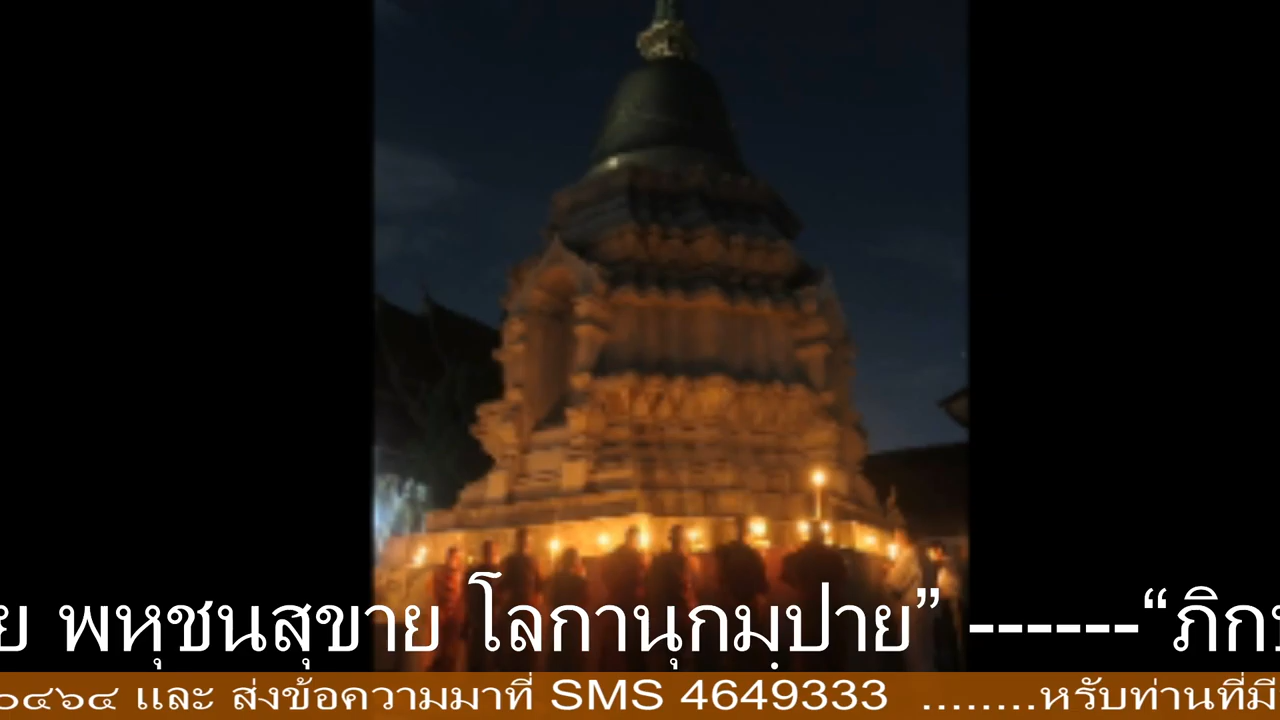 พหุชนสุขาย โลกานุกมฺปาย” ------“ภิก
๐๔๖๔ และ ส่งข้อความมาที่ SMS 4649333 ........หรับท่านที่มี